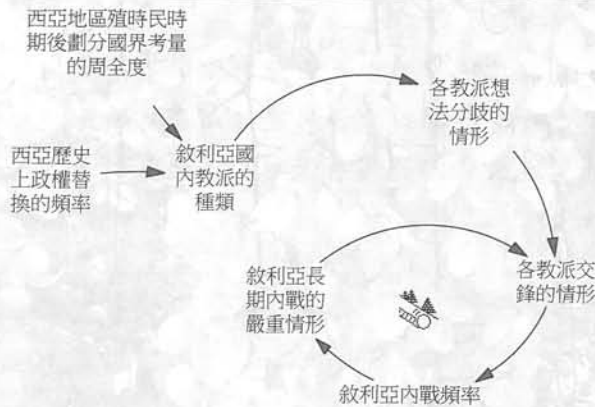 西亞地區殖時民時
期後劃分國界考量
的周全度
各教派想
法分歧的
情形
西亞歷史
上政權替
換的頻率
敘利亞國
內教派的
種類
敘利亞長
期內戰的
嚴重情形
各教派交
鋒的情形
敘利亞內戰頻率